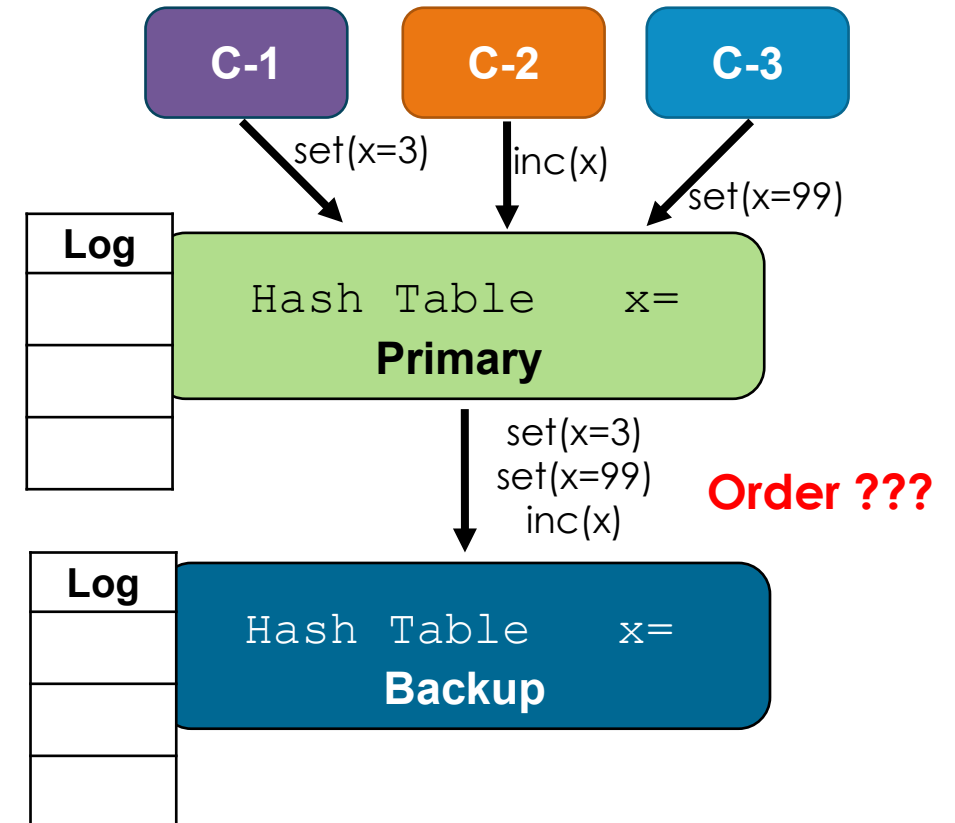 C-1
C-2
C-3
set(x=3)
inc(x)
set(x=99)
Log
Hash Table x=
Primary
set(x=3)
set(x=99)
inc(x)
Order ???
Log
Hash Table x=
Backup